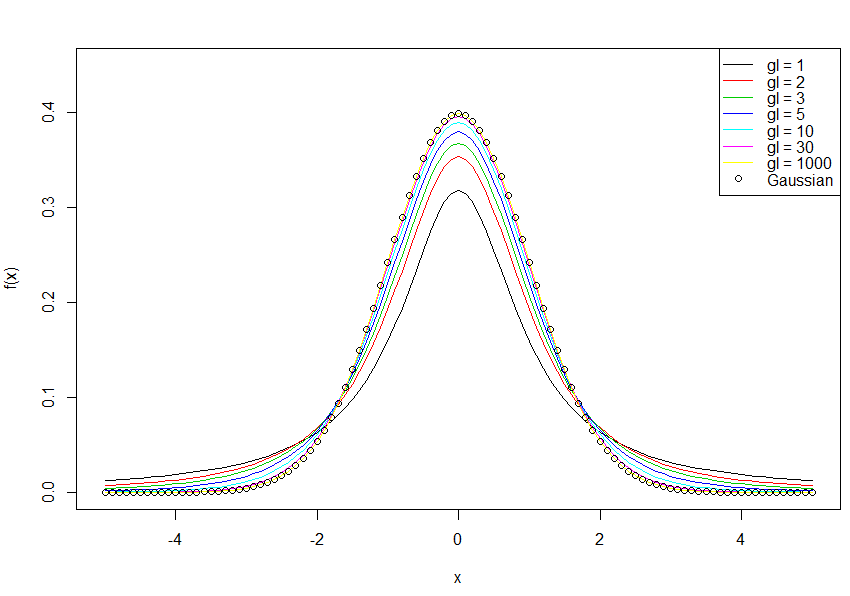 gl = 1
gl = 2
gl = 3
gl = 5
gl = 10
gl = 30
gl = 1000
Gaussian
f(x)
0.4
0.3
0.2
0.1
0.0
-4 -2 0 2 4
x